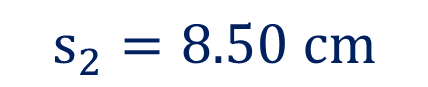 s₂ = 8.50 cm